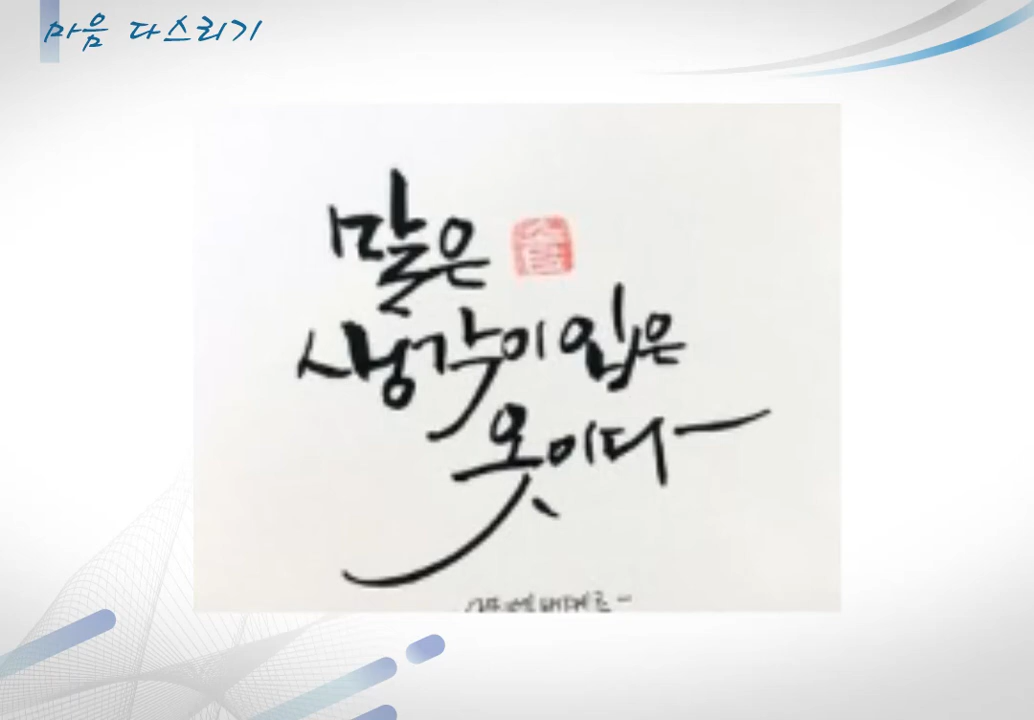 마음 다스리기
말은
생각이 입은
옷이다